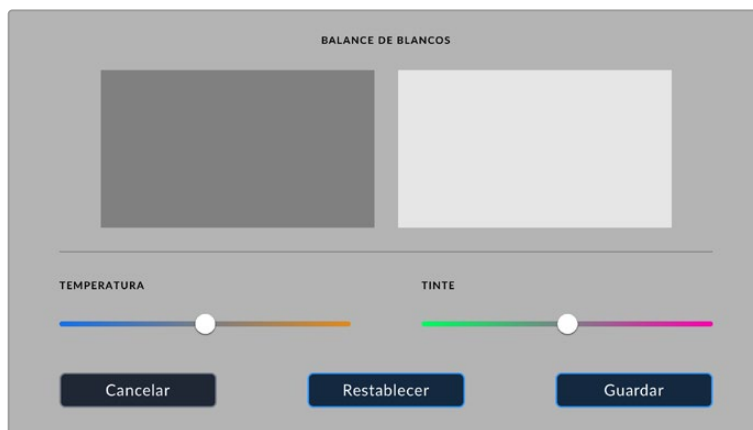 BALANCE DE BLANCOS
TEMPERATURA
TINTE
Cancelar
Restablecer
Guardar